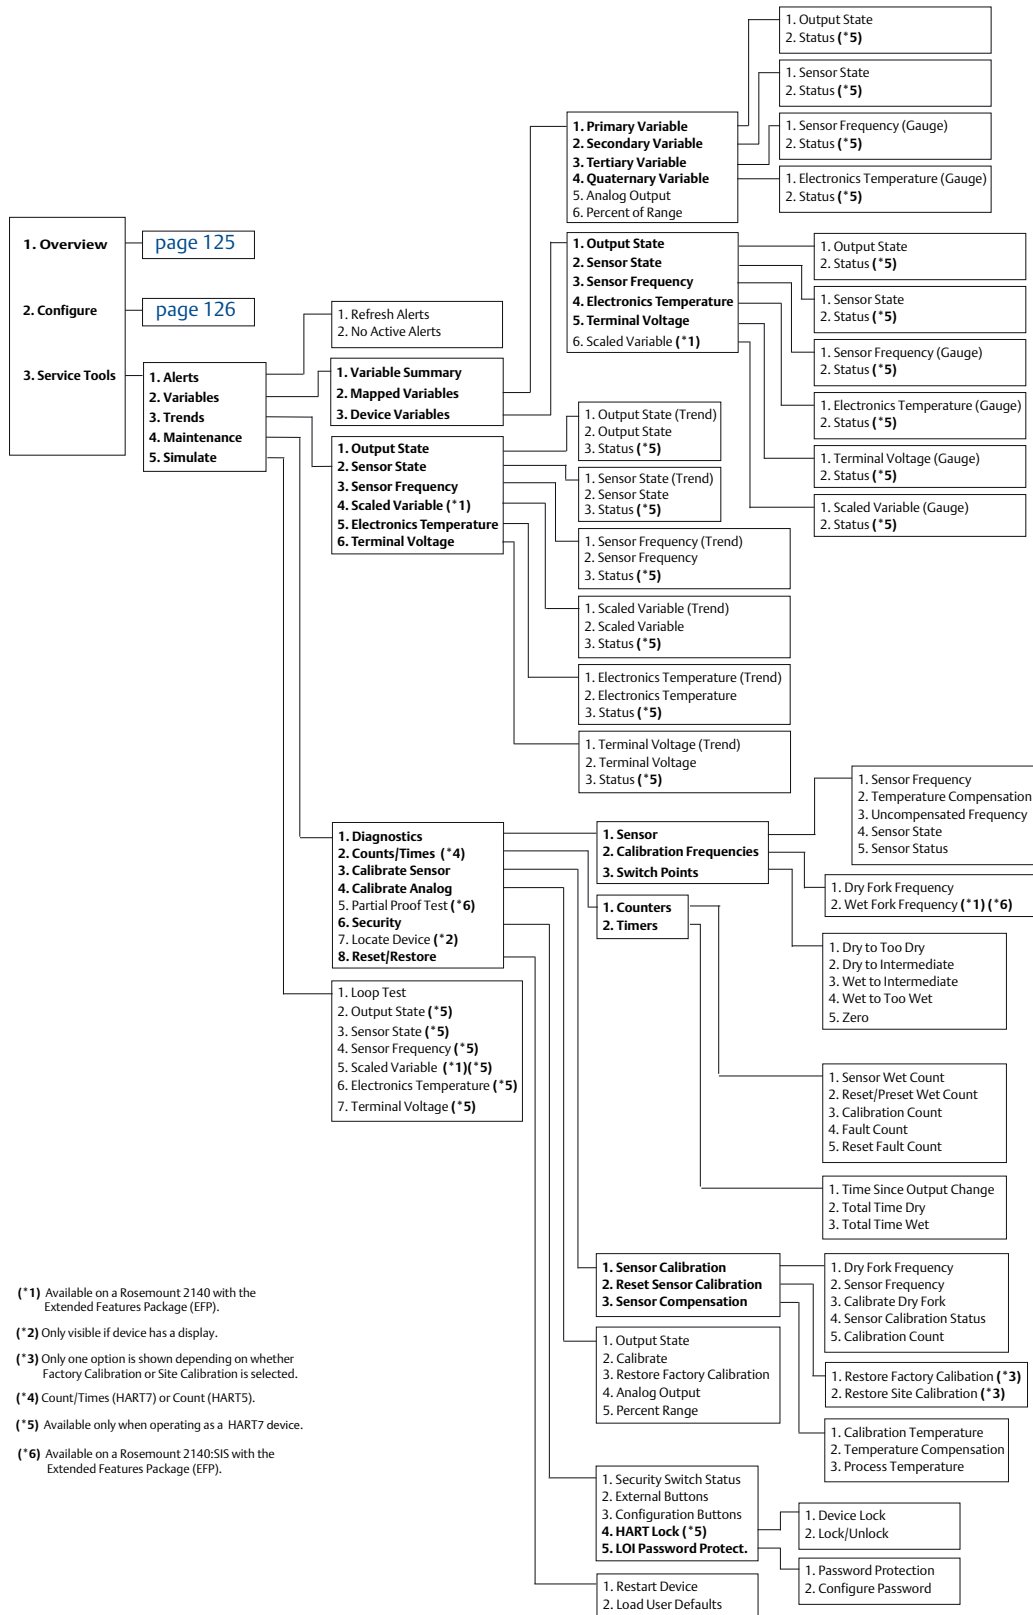 1. Overview
page 125
2. Configure
page 126
3. Service Tools
1. Alerts
2. Variables
3. Trends
4. Maintenance
5. Simulate
1. Refresh Alerts
2. No Active Alerts
1. Variable Summary
2. Mapped Variables
3. Device Variables
1. Primary Variable
2. Secondary Variable
3. Tertiary Variable
4. Quaternary Variable
5. Analog Output
6. Percent of Range
1. Output State
2. Status (*5)
1. Sensor State
2. Status (*5)
1. Sensor Frequency (Gauge)
2. Status (*5)
1. Electronics Temperature (Gauge)
2. Status (*5)
1. Output State
2. Sensor State
3. Sensor Frequency
4. Electronics Temperature
5. Terminal Voltage
6. Scaled Variable (*1)
1. Output State
2. Status (*5)
1. Sensor State
2. Status (*5)
1. Sensor Frequency (Gauge)
2. Status (*5)
1. Electronics Temperature (Gauge)
2. Status (*5)
1. Terminal Voltage (Gauge)
2. Status (*5)
1. Scaled Variable (Gauge)
2. Status (*5)
1. Output State
2. Sensor State
3. Sensor Frequency
4. Scaled Variable (*1)
5. Electronics Temperature
6. Terminal Voltage
1. Output State (Trend)
2. Output State
3. Status (*5)
1. Sensor State (Trend)
2. Sensor State
3. Status (*5)
1. Sensor Frequency (Trend)
2. Sensor Frequency
3. Status (*5)
1. Scaled Variable (Trend)
2. Scaled Variable
3. Status (*5)
1. Electronics Temperature (Trend)
2. Electronics Temperature
3. Status (*5)
1. Terminal Voltage (Trend)
2. Terminal Voltage
3. Status (*5)
1. Diagnostics
2. Counts/Times (*4)
3. Calibrate Sensor
4. Calibrate Analog
5. Partial Proof Test (*6)
6. Security
7. Locate Device (*2)
8. Reset/Restore
1. Loop Test
2. Output State (*5)
3. Sensor State (*5)
4. Sensor Frequency (*5)
5. Scaled Variable (*1)(*5)
6. Electronics Temperature (*5)
7. Terminal Voltage (*5)
1. Sensor
2. Calibration Frequencies
3. Switch Points
1. Counters
2. Timers
1. Sensor Frequency
2. Temperature Compensation
3. Uncompensated Frequency
4. Sensor State
5. Sensor Status
1. Dry Fork Frequency
2. Wet Fork Frequency (*1) (*6)
1. Dry to Too Dry
2. Dry to Intermediate
3. Wet to Intermediate
4. Wet to Too Wet
5. Zero
1. Sensor Wet Count
2. Reset/Preset Wet Count
3. Calibration Count
4. Fault Count
5. Reset Fault Count
1. Time Since Output Change
2. Total Time Dry
3. Total Time Wet
1. Sensor Calibration
2. Reset Sensor Calibration
3. Sensor Compensation
1. Dry Fork Frequency
2. Sensor Frequency
3. Calibrate Dry Fork
4. Sensor Calibration Status
5. Calibration Count
1. Restore Factory Calibation (*3)
2. Restore Site Calibration (*3)
1. Calibration Temperature
2. Temperature Compensation
3. Process Temperature
1. Output State
2. Calibrate
3. Restore Factory Calibration
4. Analog Output
5. Percent Range
1. Security Switch Status
2. External Buttons
3. Configuration Buttons
4. HART Lock (*5)
5. LOI Password Protect.
1. Device Lock
2. Lock/Unlock
1. Password Protection
2. Configure Password
1. Restart Device
2. Load User Defaults
(*1) Available on a Rosemount 2140 with the
Extended Features Package (EFP).
(*2) Only visible if device has a display.
(*3) Only one option is shown depending on whether
Factory Calibration or Site Calibration is selected.
(*4) Count/Times (HART7) or Count (HART5).
(*5) Available only when operating as a HART7 device.
(*6) Available on a Rosemount 2140:SIS with the
Extended Features Package (EFP).